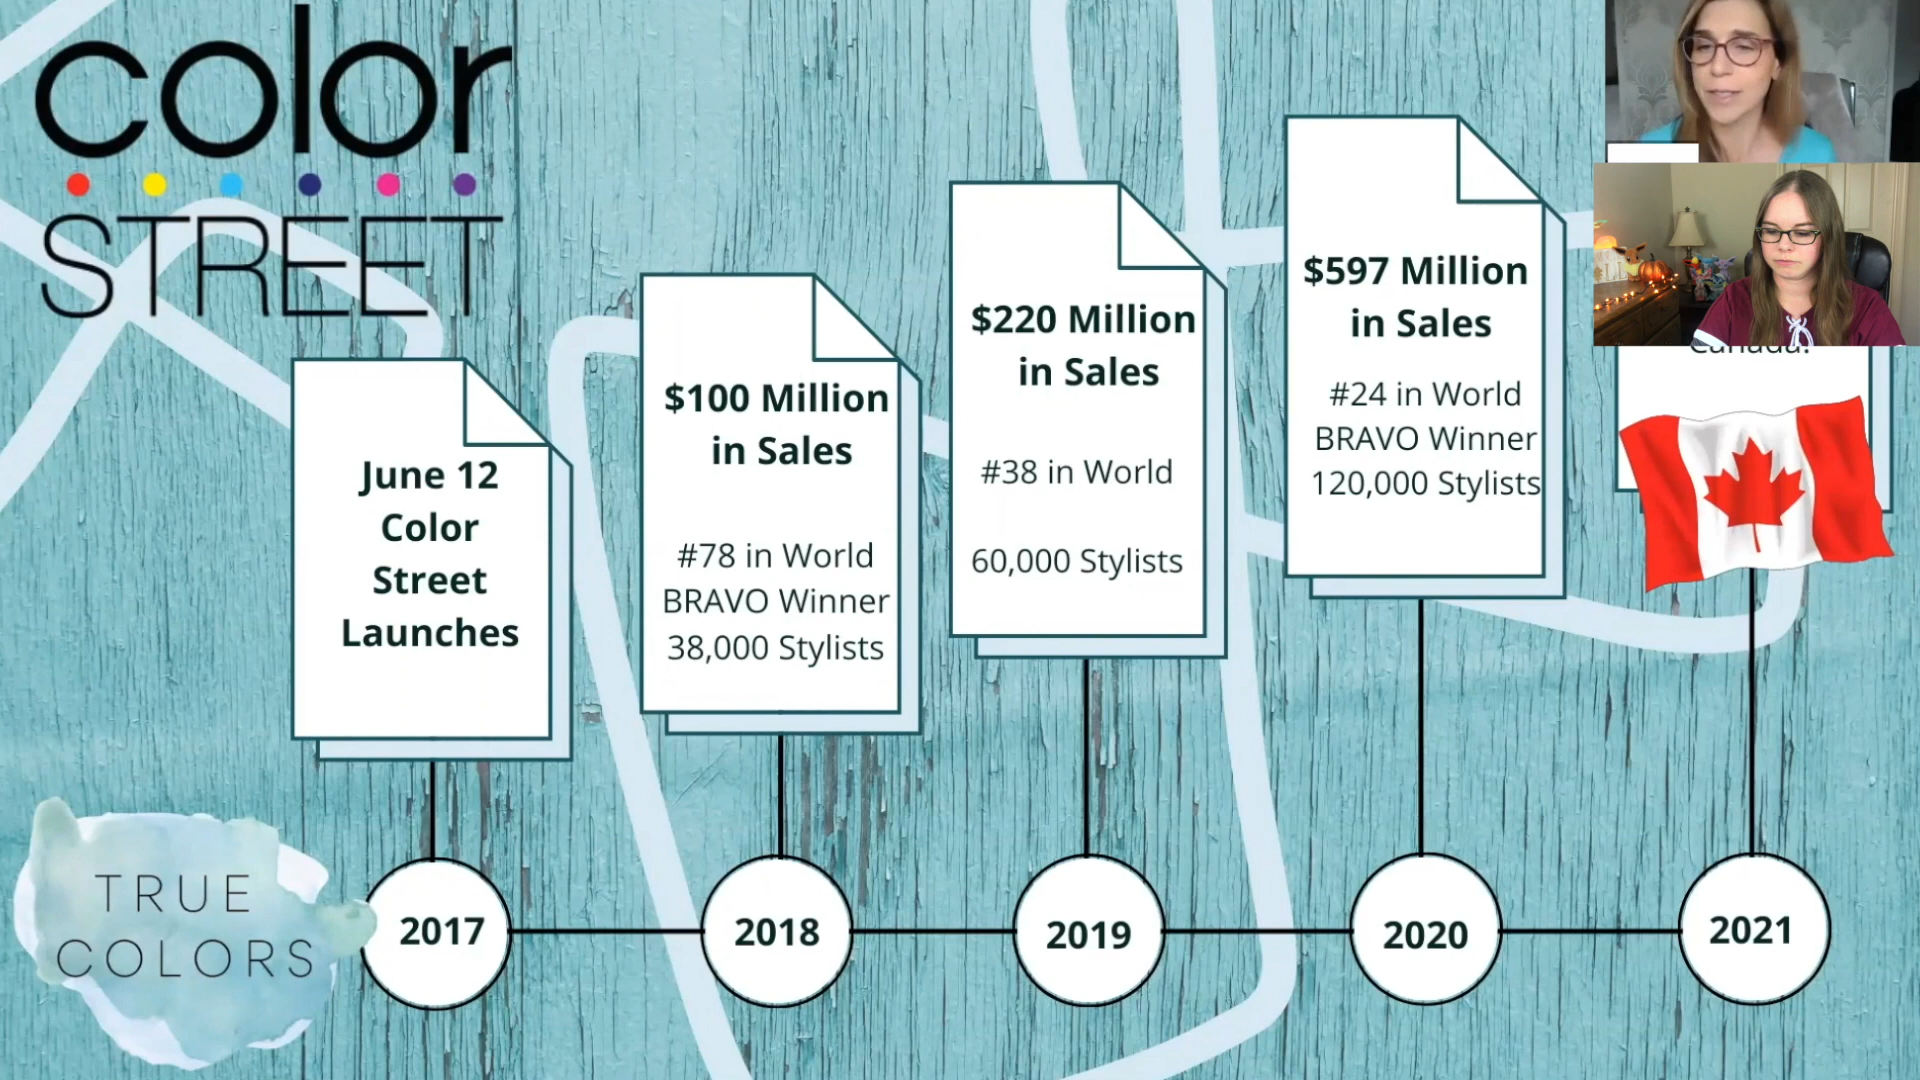 color
STREET
June 12
Color
Street
Launches
$100 Million
in Sales
#78 in World
BRAVO Winner
38,000 Stylists
$220 Million
in Sales
#38 in World
60,000 Stylists
$597 Million
in Sales
#24 in World
BRAVO Winner
120,000 Stylists
Canada!
TRUE
COLORS
2017
2018
2019
2020
2021